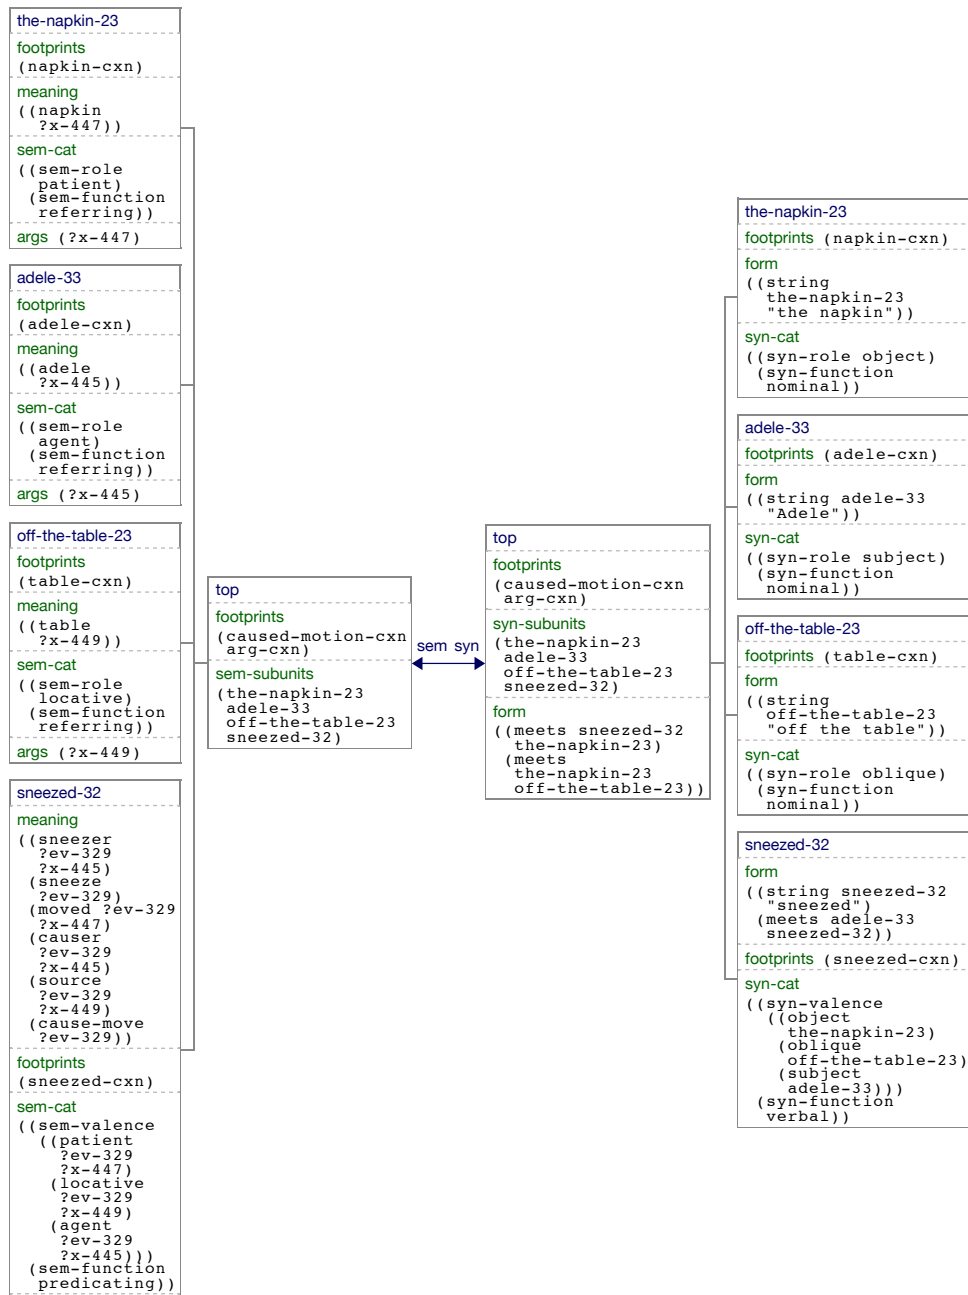 the-napkin-23
footprints
(napkin-cxn)
meaning
((napkin
?x-447))
sem-cat
((sem-role
patient)
(sem-function
referring))
args (?x-447)
adele-33
footprints
(adele-cxn)
meaning
((adele
?x-445))
sem-cat
((sem-role
agent)
(sem-function
referring))
args (?x-445)
off-the-table-23
footprints
(table-cxn)
meaning
((table
?x-449))
sem-cat
((sem-role
locative)
(sem-function
referring))
args (?x-449)
sneezed-32
meaning
((sneezer
?ev-329
?x-445)
(sneeze
?ev-329)
(moved ?ev-329
?x-447)
(causer
?ev-329
?x-445)
(source
?ev-329
?x-449)
(cause-move
?ev-329))
footprints
(sneezed-cxn)
sem-cat
((sem-valence
((patient
?ev-329
?x-447)
(locative
?ev-329
?x-449)
(agent
?ev-329
?x-445)))
(sem-function
predicating))
top
footprints
(caused-motion-cxn
arg-cxn)
sem-subunits
(the-napkin-23
adele-33
off-the-table-23
sneezed-32)
sem syn
top
footprints
(caused-motion-cxn
arg-cxn)
syn-subunits
(the-napkin-23
adele-33
off-the-table-23
sneezed-32)
form
((meets sneezed-32
the-napkin-23)
(meets
the-napkin-23
off-the-table-23))
the-napkin-23
footprints (napkin-cxn)
form
((string
the-napkin-23
"the napkin"))
syn-cat
((syn-role object)
(syn-function
nominal))
adele-33
footprints (adele-cxn)
form
((string adele-33
"Adele"))
syn-cat
((syn-role subject)
(syn-function
nominal))
off-the-table-23
footprints (table-cxn)
form
((string
off-the-table-23
"off the table"))
syn-cat
((syn-role oblique)
(syn-function
nominal))
sneezed-32
form
((string sneezed-32
"sneezed")
(meets adele-33
sneezed-32))
footprints (sneezed-cxn)
syn-cat
((syn-valence
((object
the-napkin-23)
(oblique
off-the-table-23)
(subject
adele-33)))
(syn-function
verbal))